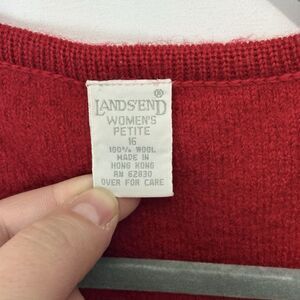 LANDS'END®
WOMEN'S
PETITE
16
100% WOOL
MADE IN
HONG KONG
RN 62830
OVER FOR CARE